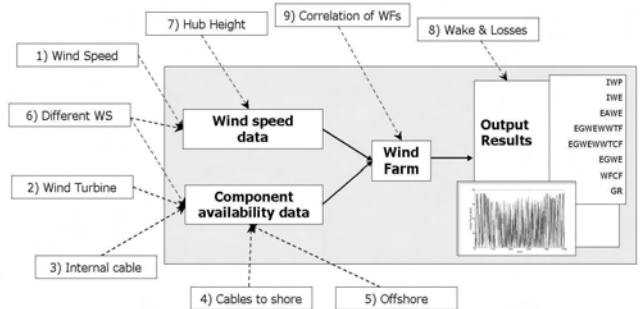 9) Correlation of WFs
7) Hub Height
8) Wake & Losses
1) Wind Speed
6) Different WS
2) Wind Turbine
3) Internal cable
4) Cables to shore
5) Offshore
Wind speed
data
Component
availability data
Wind
Farm
Output
Results
IWP
IWE
EAWE
EGWEWWTF
EGWEWWTCF
EGWE
WFCF
GR